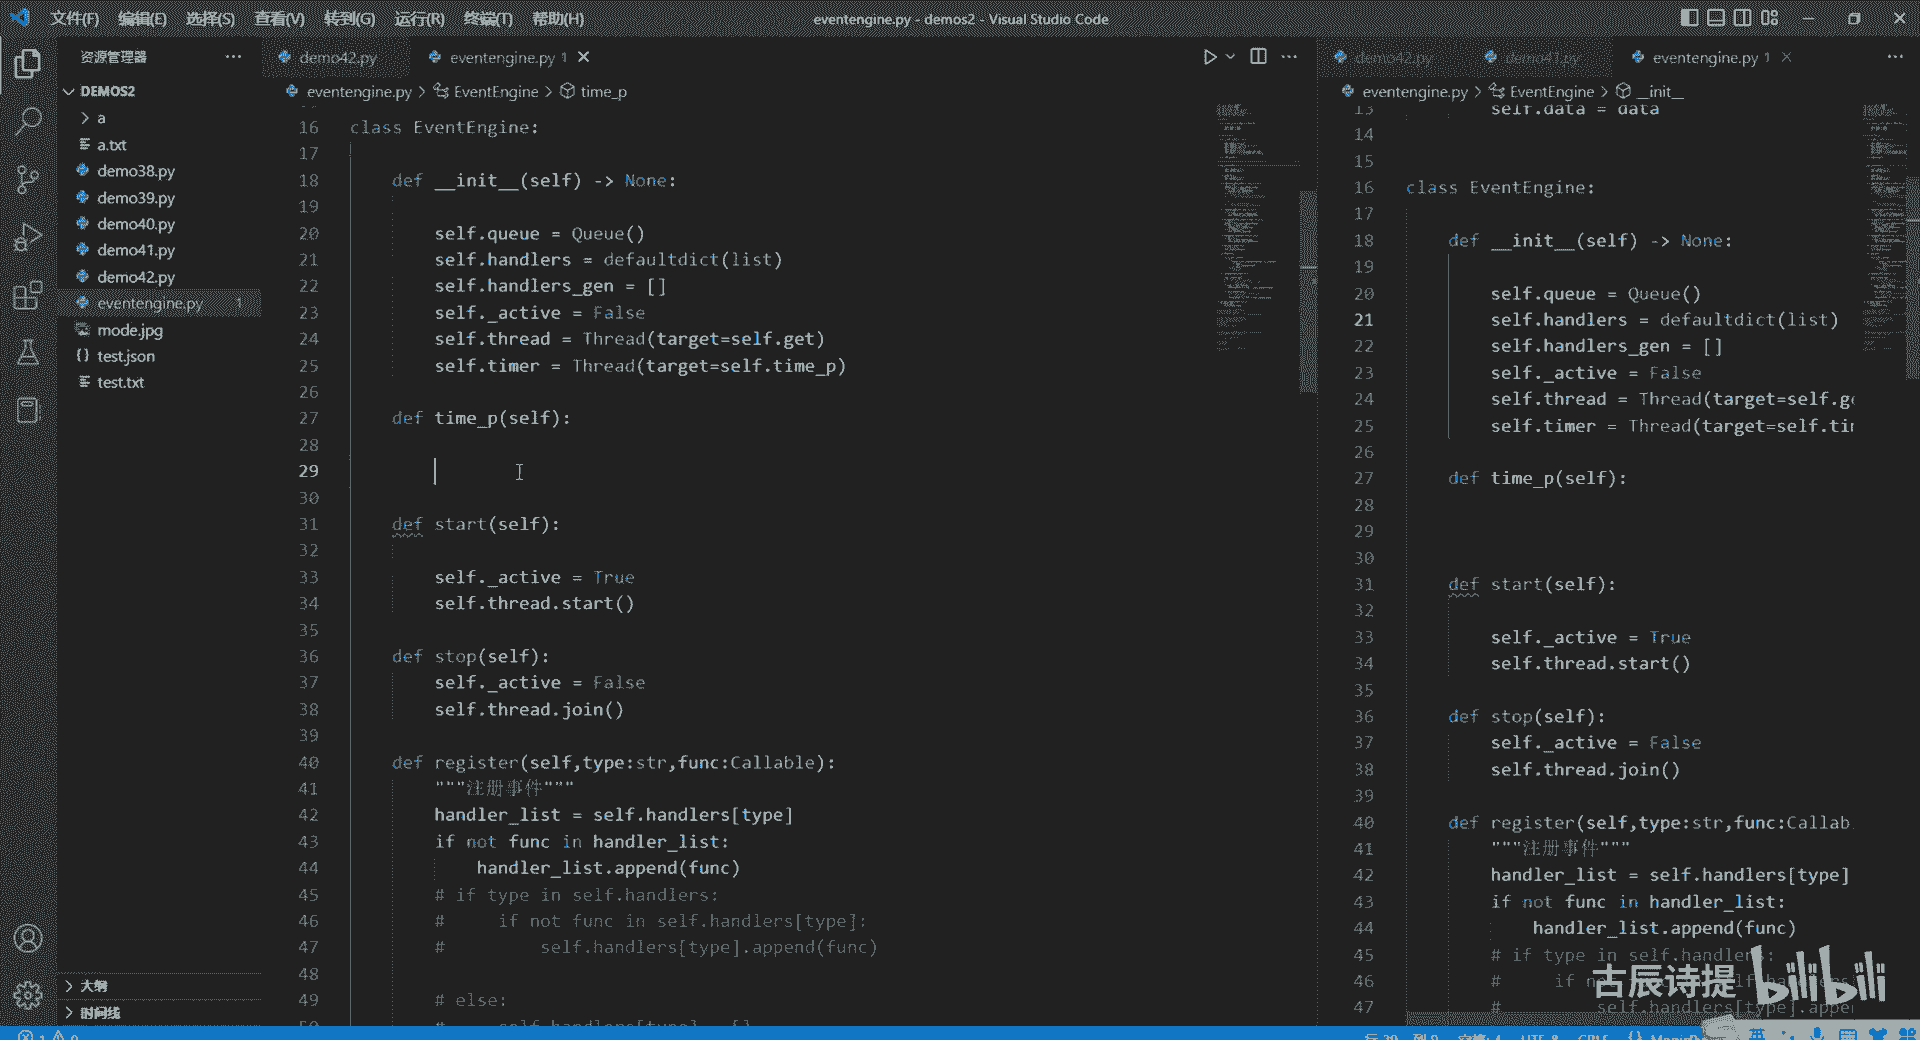 文件(F) 编辑(E) 选择(S) 查看(V) 转到(G) 运行(R) 终端(T) 帮助(H)
eventengine.py - demos2 - Visual Studio Code
资源管理器
DEMOS2
a
a.txt
demo38.py
demo39.py
demo40.py
demo41.py
demo42.py
eventengine.py 1
mode.jpg
test.json
test.txt
大纲
时间线
demo42.py
eventengine.py 1
eventengine.py > EventEngine > time_p
16 class EventEngine:
17
18 def __init__(self) -> None:
19
20 self.queue = Queue()
21 self.handlers = defaultdict(list)
22 self.handlers_gen = []
23 self._active = False
24 self.thread = Thread(target=self.get)
25 self.timer = Thread(target=self.time_p)
26
27 def time_p(self):
28
29
30
31 def start(self):
32
33 self._active = True
34 self.thread.start()
35
36 def stop(self):
37 self._active = False
38 self.thread.join()
39
40 def register(self,type:str,func:Callable):
41 """注册事件"""
42 handler_list = self.handlers[type]
43 if not func in handler_list:
44 handler_list.append(func)
45 # if type in self.handlers:
46 # if not func in self.handlers[type]:
47 # self.handlers[type].append(func)
48
49 # else:
demo42.py demo41.py eventengine.py 1
eventengine.py > EventEngine > __init__
13 self.data = data
14
15
16 class EventEngine:
17
18 def __init__(self) -> None:
19
20 self.queue = Queue()
21 self.handlers = defaultdict(list)
22 self.handlers_gen = []
23 self._active = False
24 self.thread = Thread(target=self.ge
25 self.timer = Thread(target=self.tim
26
27 def time_p(self):
28
29
30
31 def start(self):
32
33 self._active = True
34 self.thread.start()
35
36 def stop(self):
37 self._active = False
38 self.thread.join()
39
40 def register(self,type:str,func:Callab
41 """注册事件"""
42 handler_list = self.handlers[type]
43 if not func in handler_list:
44 handler_list.append(func)
45 # if type in self.handlers:
46 #
47 # self.handlers[type].appe
古辰诗提 bilibili